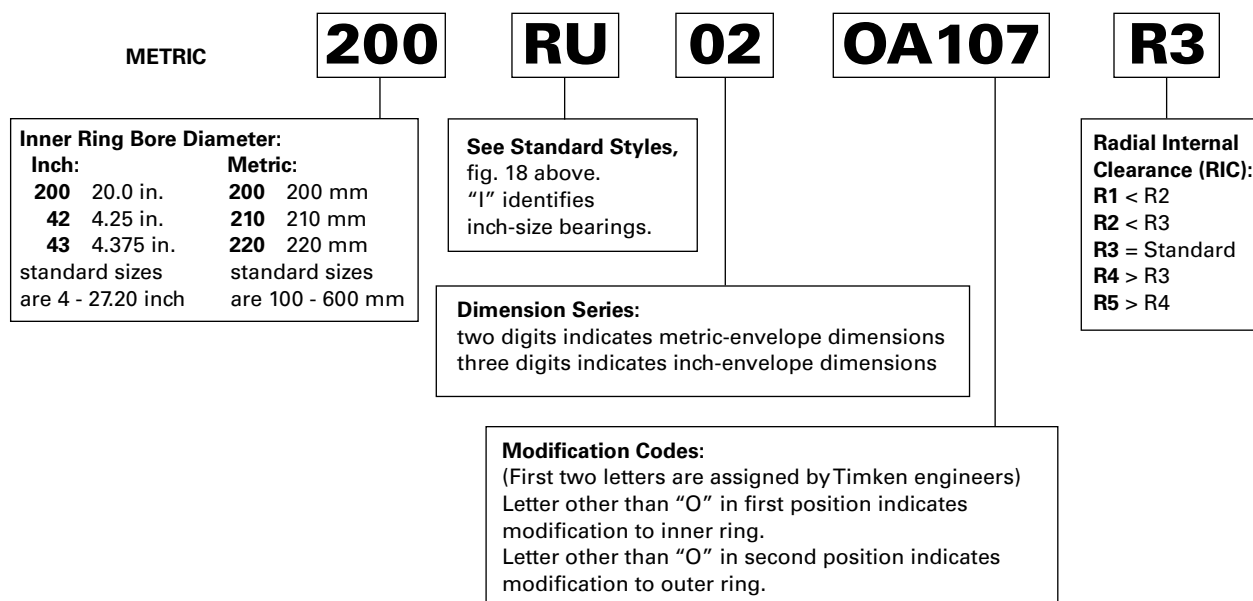 METRIC 200 RU 02 OA107 R3
Inner Ring Bore Diameter:
Inch: Metric:
200 20.0 in. 200 200 mm
42 4.25 in. 210 210 mm
43 4.375 in. 220 220 mm
standard sizes standard sizes
are 4 - 27.20 inch are 100 - 600 mm
See Standard Styles,
fig. 18 above.
“I” identifies
inch-size bearings.
Radial Internal
Clearance (RIC):
R1 < R2
R2 < R3
R3 = Standard
R4 > R3
R5 > R4
Dimension Series:
two digits indicates metric-envelope dimensions
three digits indicates inch-envelope dimensions
Modification Codes:
(First two letters are assigned by Timken engineers)
Letter other than “O” in first position indicates
modification to inner ring.
Letter other than “O” in second position indicates
modification to outer ring.